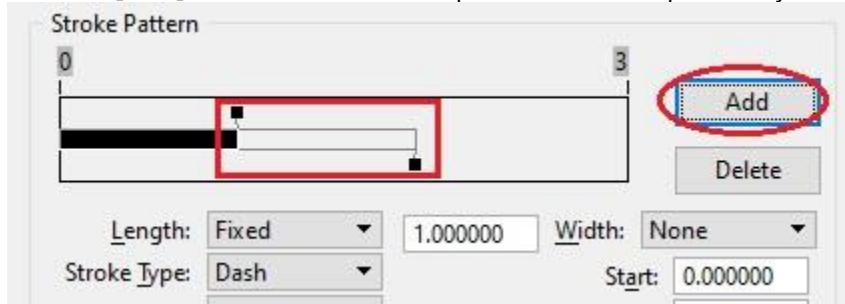 Stroke Pattern
0 3
Add
Delete
Length: Fixed 1.000000 Width: None
Stroke Type: Dash Start: 0.000000